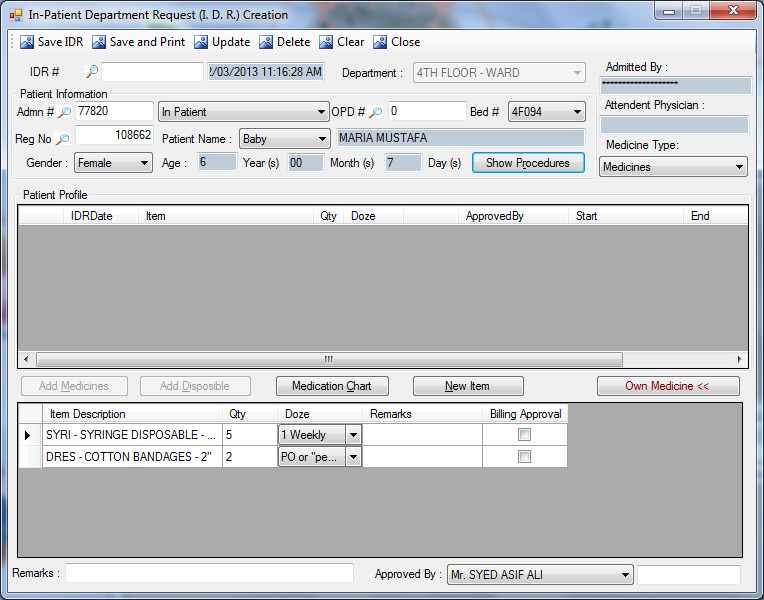 In-Patient Department Request (I. D. R.) Creation
Save IDR Save and Print Update Delete Clear Close
IDR # 2/03/2013 11:16:28 AM Department : 4TH FLOOR - WARD Admitted By :
Patient Information ********************
Admn # 77820 In Patient OPD # 0 Bed # 4F094 Attendent Physician :
Reg No 108662 Patient Name : Baby MARIA MUSTAFA Medicine Type:
Gender : Female Age : 6 Year (s) 00 Month (s) 7 Day (s) Show Procedures Medicines
Patient Profile
IDRDate Item Qty Doze ApprovedBy Start End
Add Medicines Add Disposible Medication Chart New Item Own Medicine <<
Item Description Qty Doze Remarks Billing Approval
SYRI - SYRINGE DISPOSABLE - ... 5 1 Weekly
DRES - COTTON BANDAGES - 2" 2 PO or "pe...
Remarks : Approved By : Mr. SYED ASIF ALI